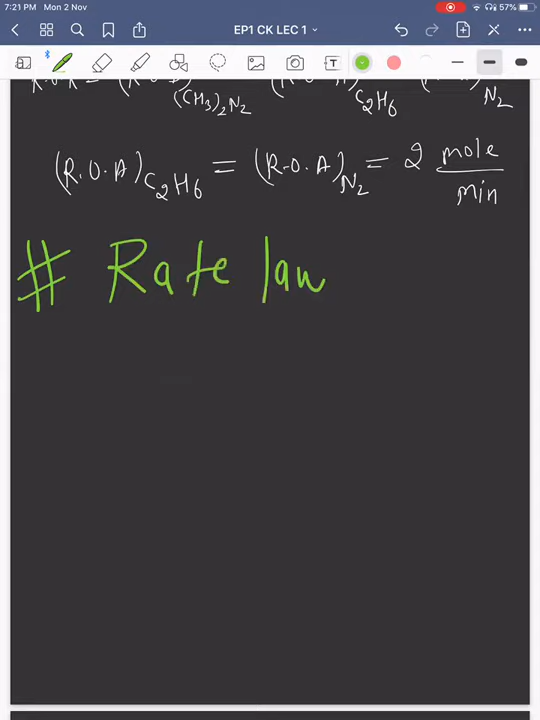 7:21 PM Mon 2 Nov 57%
EP1 CK LEC 1
T
(CH3)2N2 C2H6 N2
(R.O.A)C2H6 = (R.O.A)N2 = 2 mole/min
# Rate law